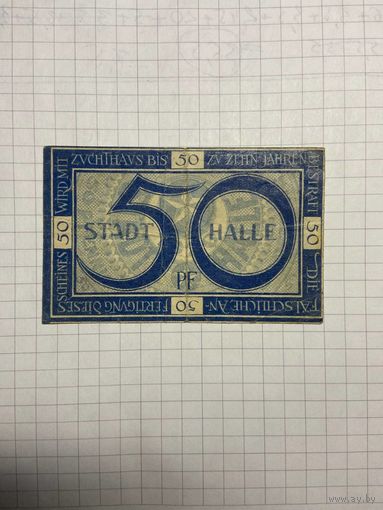 ZVCHTHAVS BIS 50 ZV ZEHN JAHREN
BESTRAFT 50 DIE
FÄLSCHLICHE AN- 50 FERTIGVNG DIESES
SCHEINES 50 WIRD MIT
50
STADT HALLE
PF
www.ay.by